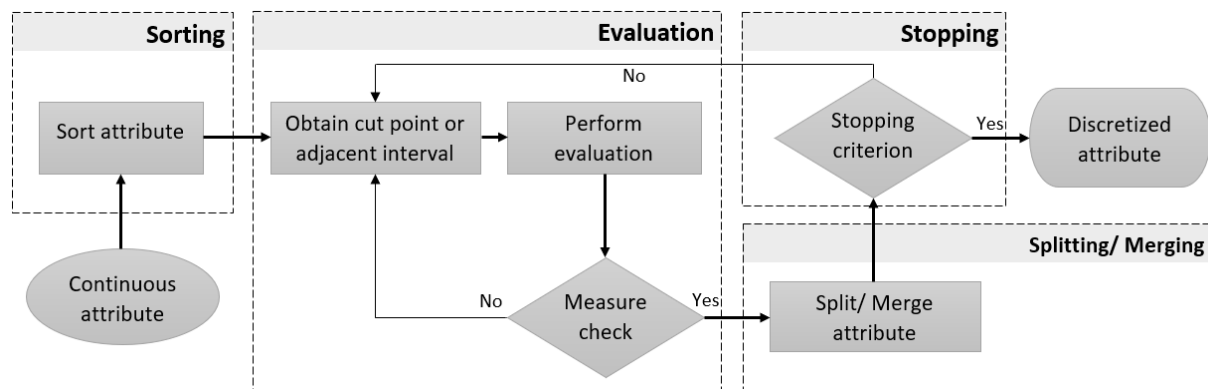 Sorting
Evaluation
Stopping
No
Sort attribute
Obtain cut point or
adjacent interval
Perform
evaluation
Stopping
criterion
Yes
Discretized
attribute
Splitting/ Merging
Continuous
attribute
No
Measure
check
Yes
Split/ Merge
attribute